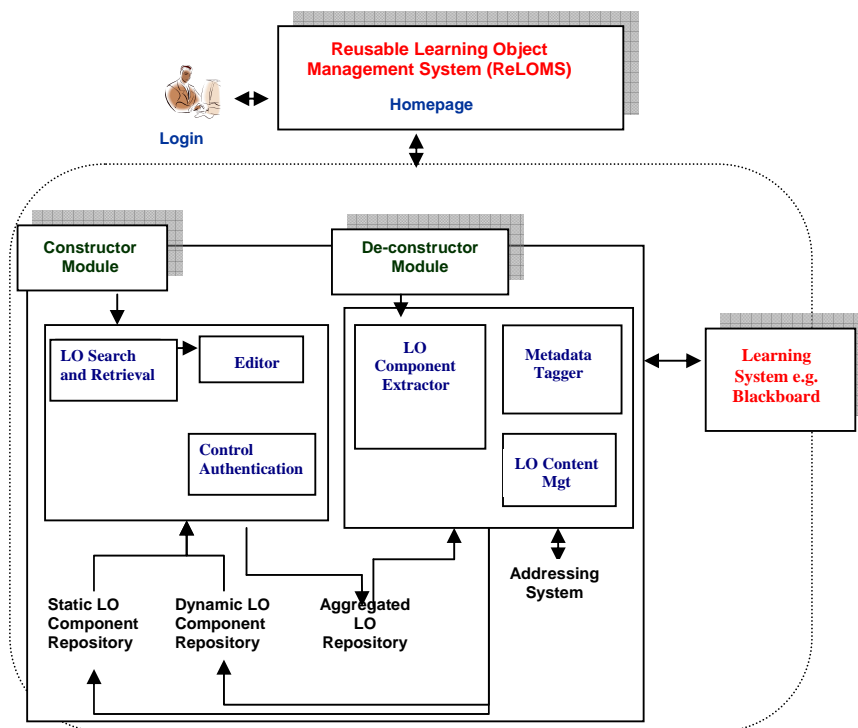 Reusable Learning Object
Management System (ReLOMS)
Homepage
Login
Constructor
Module
De-constructor
Module
LO Search
and Retrieval
Editor
Control
Authentication
LO
Component
Extractor
Metadata
Tagger
LO Content
Mgt
Learning
System e.g.
Blackboard
Addressing
System
Static LO
Component
Repository
Dynamic LO
Component
Repository
Aggregated
LO
Repository